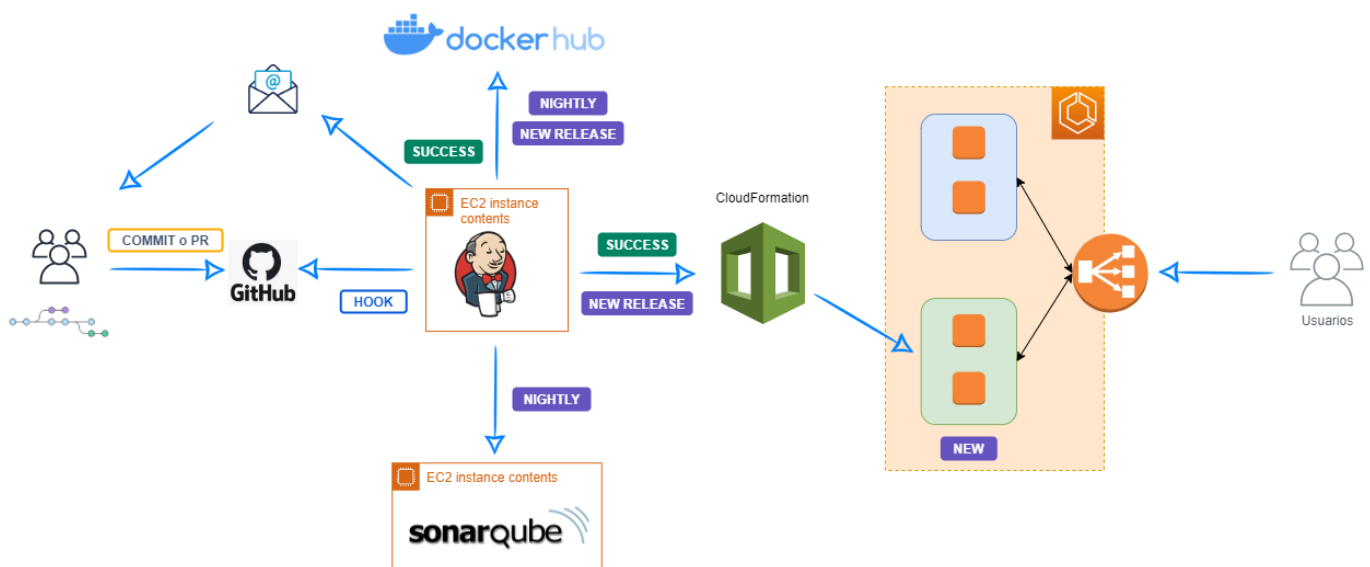 docker hub
@
NIGHTLY
NEW RELEASE
SUCCESS
EC2 instance
contents
CloudFormation
COMMIT o PR
GitHub
HOOK
SUCCESS
NEW RELEASE
Usuarios
NIGHTLY
NEW
EC2 instance contents
sonarqube